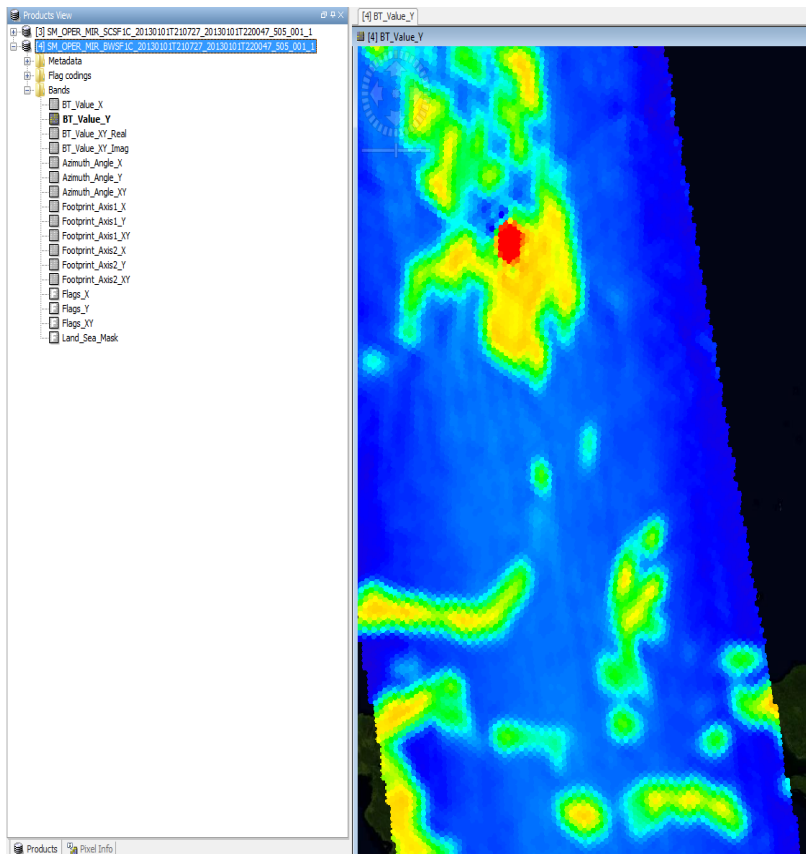 Products View
[3] SM_OPER_MIR_SCSF1C_20130101T210727_20130101T220047_505_001_1
[4] SM_OPER_MIR_BWSF1C_20130101T210727_20130101T220047_505_001_1
Metadata
Flag codings
Bands
BT_Value_X
BT_Value_Y
BT_Value_XY_Real
BT_Value_XY_Imag
Azimuth_Angle_X
Azimuth_Angle_Y
Azimuth_Angle_XY
Footprint_Axis1_X
Footprint_Axis1_Y
Footprint_Axis1_XY
Footprint_Axis2_X
Footprint_Axis2_Y
Footprint_Axis2_XY
Flags_X
Flags_Y
Flags_XY
Land_Sea_Mask
Products
Pixel Info
[4] BT_Value_Y
[4] BT_Value_Y